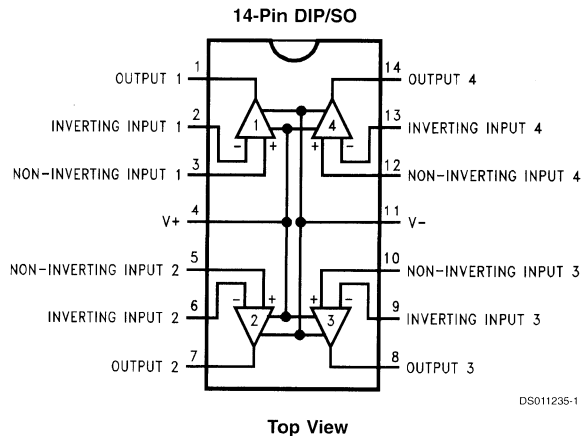 14-Pin DIP/SO
1
OUTPUT 1
14
OUTPUT 4
2
INVERTING INPUT 1
13
INVERTING INPUT 4
1
4
- +
+ -
3
NON-INVERTING INPUT 1
12
NON-INVERTING INPUT 4
4
V+
11
V-
5
NON-INVERTING INPUT 2
10
NON-INVERTING INPUT 3
- +
+ -
6
INVERTING INPUT 2
9
INVERTING INPUT 3
2
3
7
OUTPUT 2
8
OUTPUT 3
DS011235-1
Top View